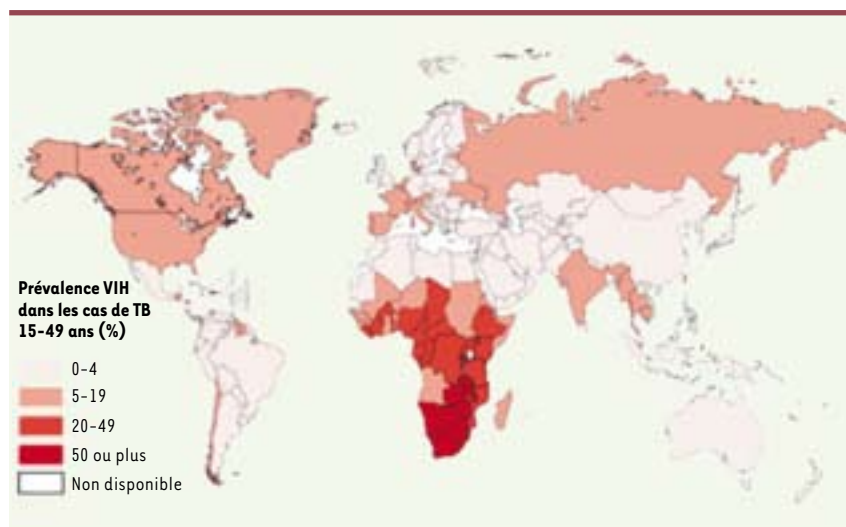 Prévalence VIH
dans les cas de TB
15-49 ans (%)
0-4
5-19
20-49
50 ou plus
Non disponible